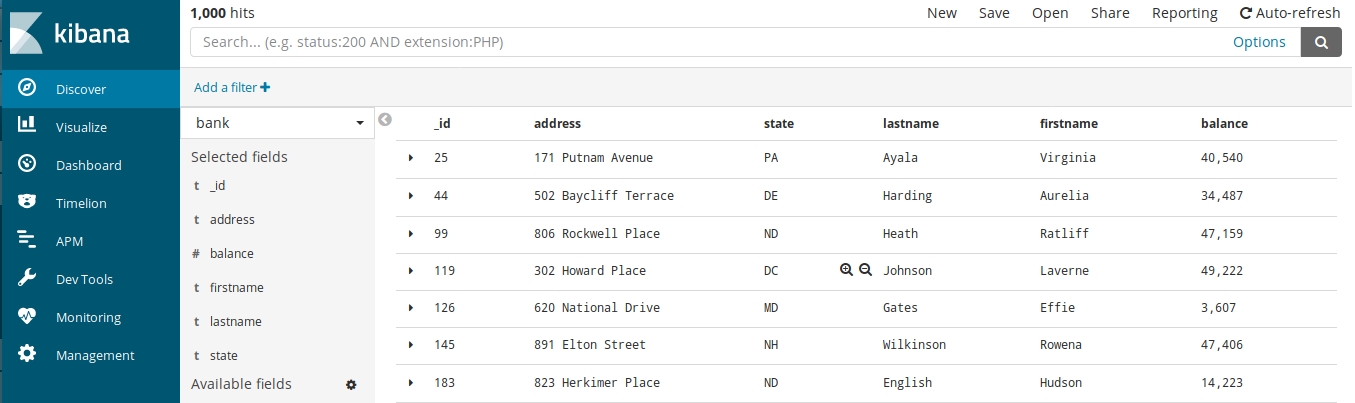 kibana
Discover
Visualize
Dashboard
Timelion
APM
Dev Tools
Monitoring
Management
1,000 hits
New Save Open Share Reporting Auto-refresh
Search... (e.g. status:200 AND extension:PHP) Options
Add a filter +
bank
Selected fields
t _id
t address
# balance
t firstname
t lastname
t state
Available fields
_id address state lastname firstname balance
25 171 Putnam Avenue PA Ayala Virginia 40,540
44 502 Baycliff Terrace DE Harding Aurelia 34,487
99 806 Rockwell Place ND Heath Ratliff 47,159
119 302 Howard Place DC Johnson Laverne 49,222
126 620 National Drive MD Gates Effie 3,607
145 891 Elton Street NH Wilkinson Rowena 47,406
183 823 Herkimer Place ND English Hudson 14,223